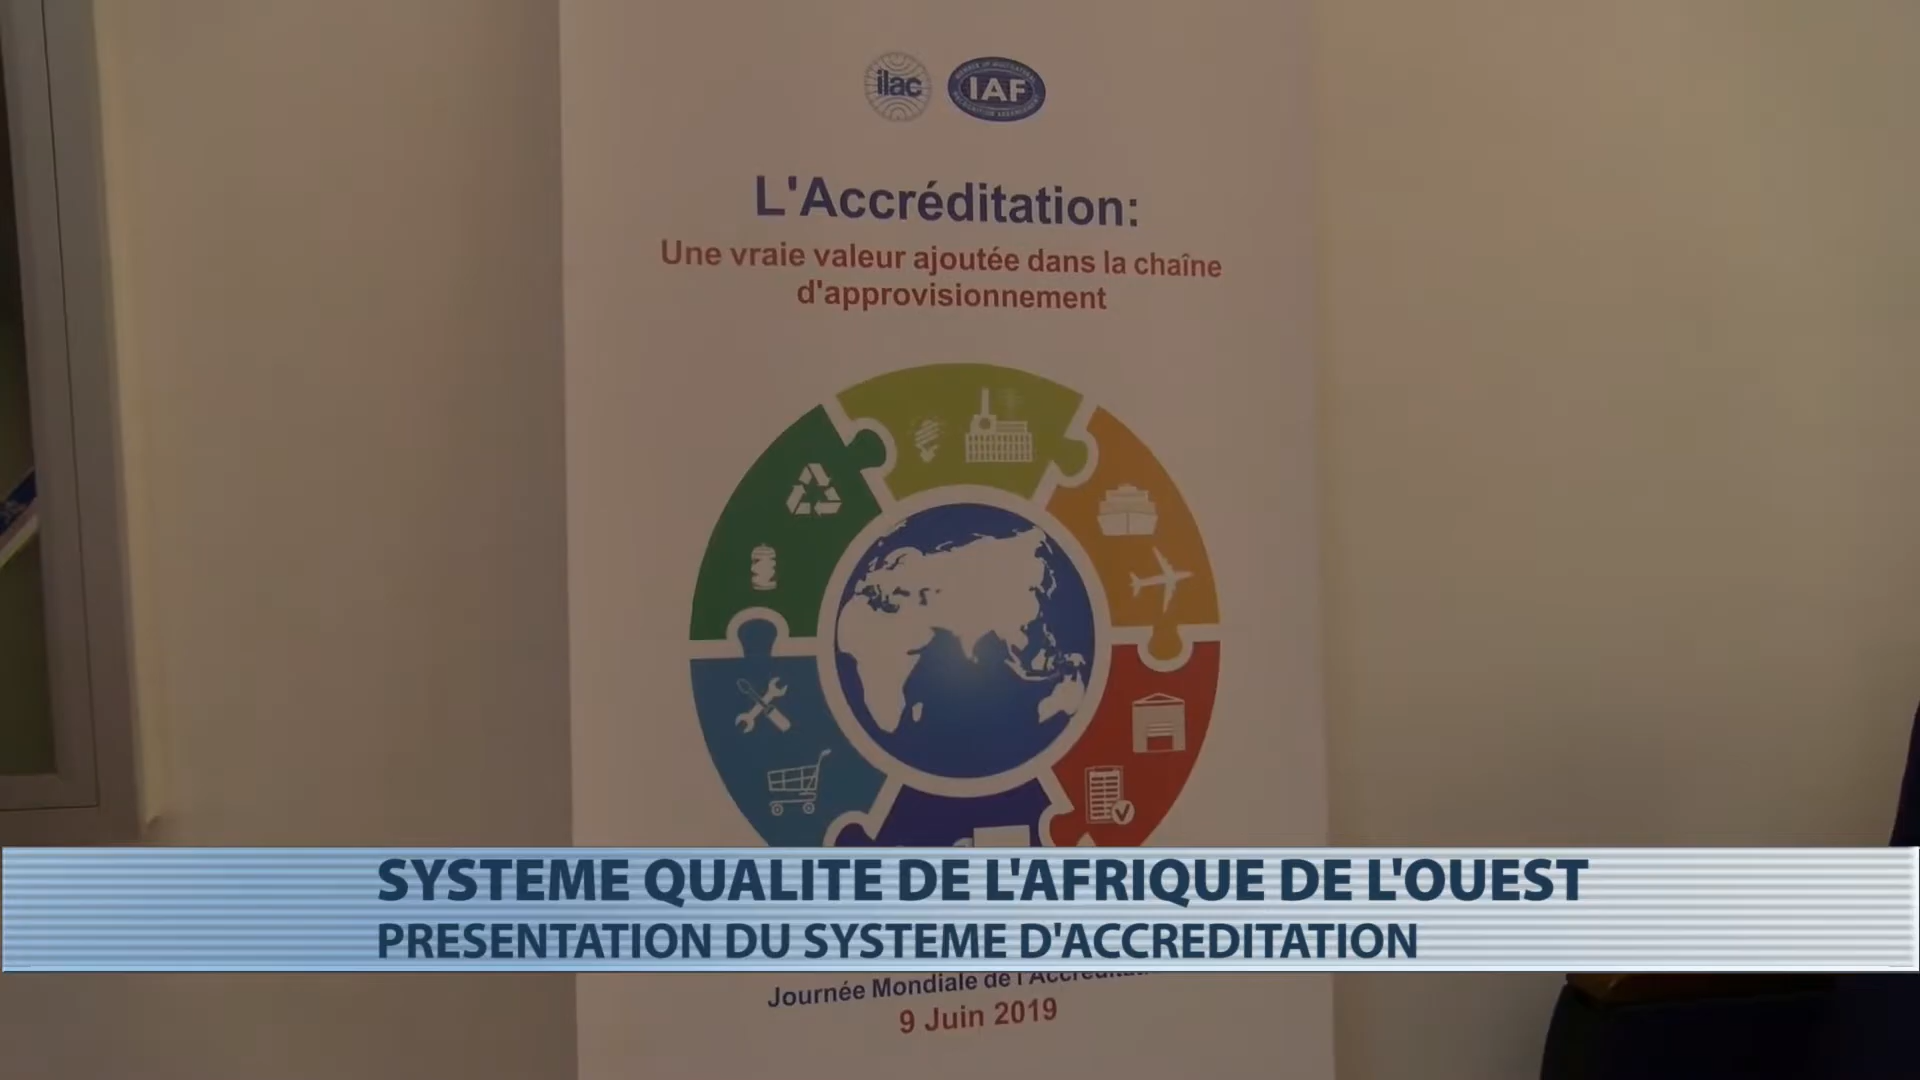 ilac
IAF
L'Accréditation:
Une vraie valeur ajoutée dans la chaîne
d'approvisionnement
SYSTEME QUALITE DE L'AFRIQUE DE L'OUEST
PRESENTATION DU SYSTEME D'ACCREDITATION
Journée Mondiale de l'Accréditat
9 Juin 2019